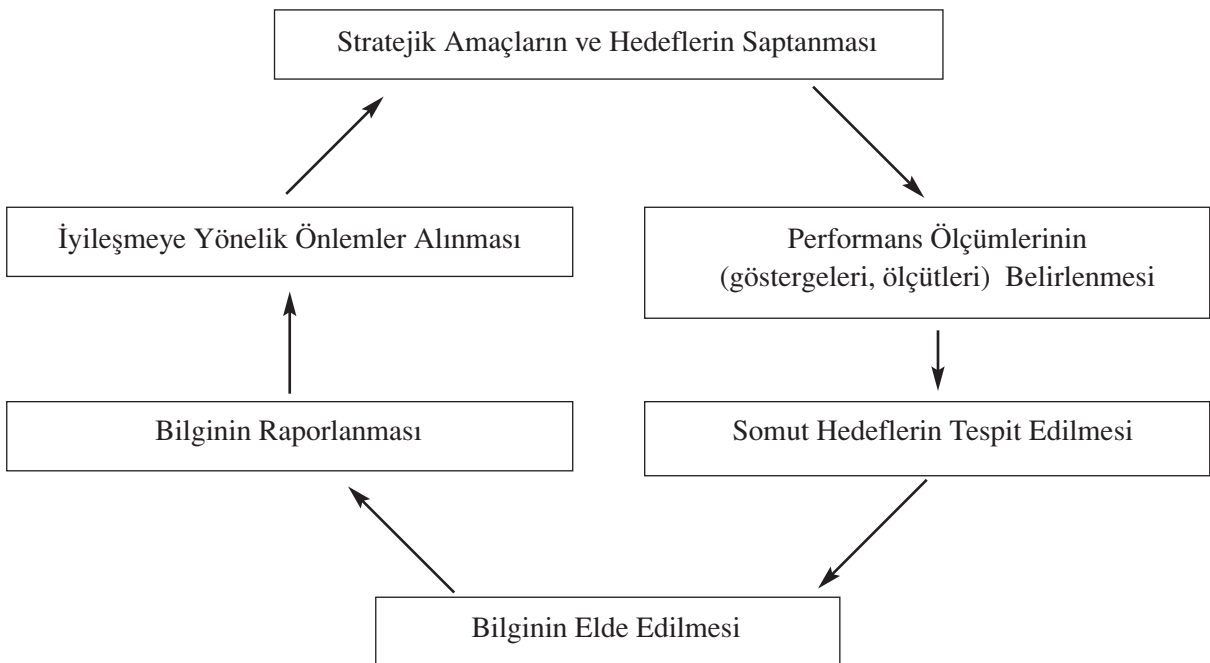 Stratejik Amaçların ve Hedeflerin Saptanması
İyileşmeye Yönelik Önlemler Alınması
Performans Ölçümlerinin
(göstergeleri, ölçütleri) Belirlenmesi
Bilginin Raporlanması
Somut Hedeflerin Tespit Edilmesi
Bilginin Elde Edilmesi